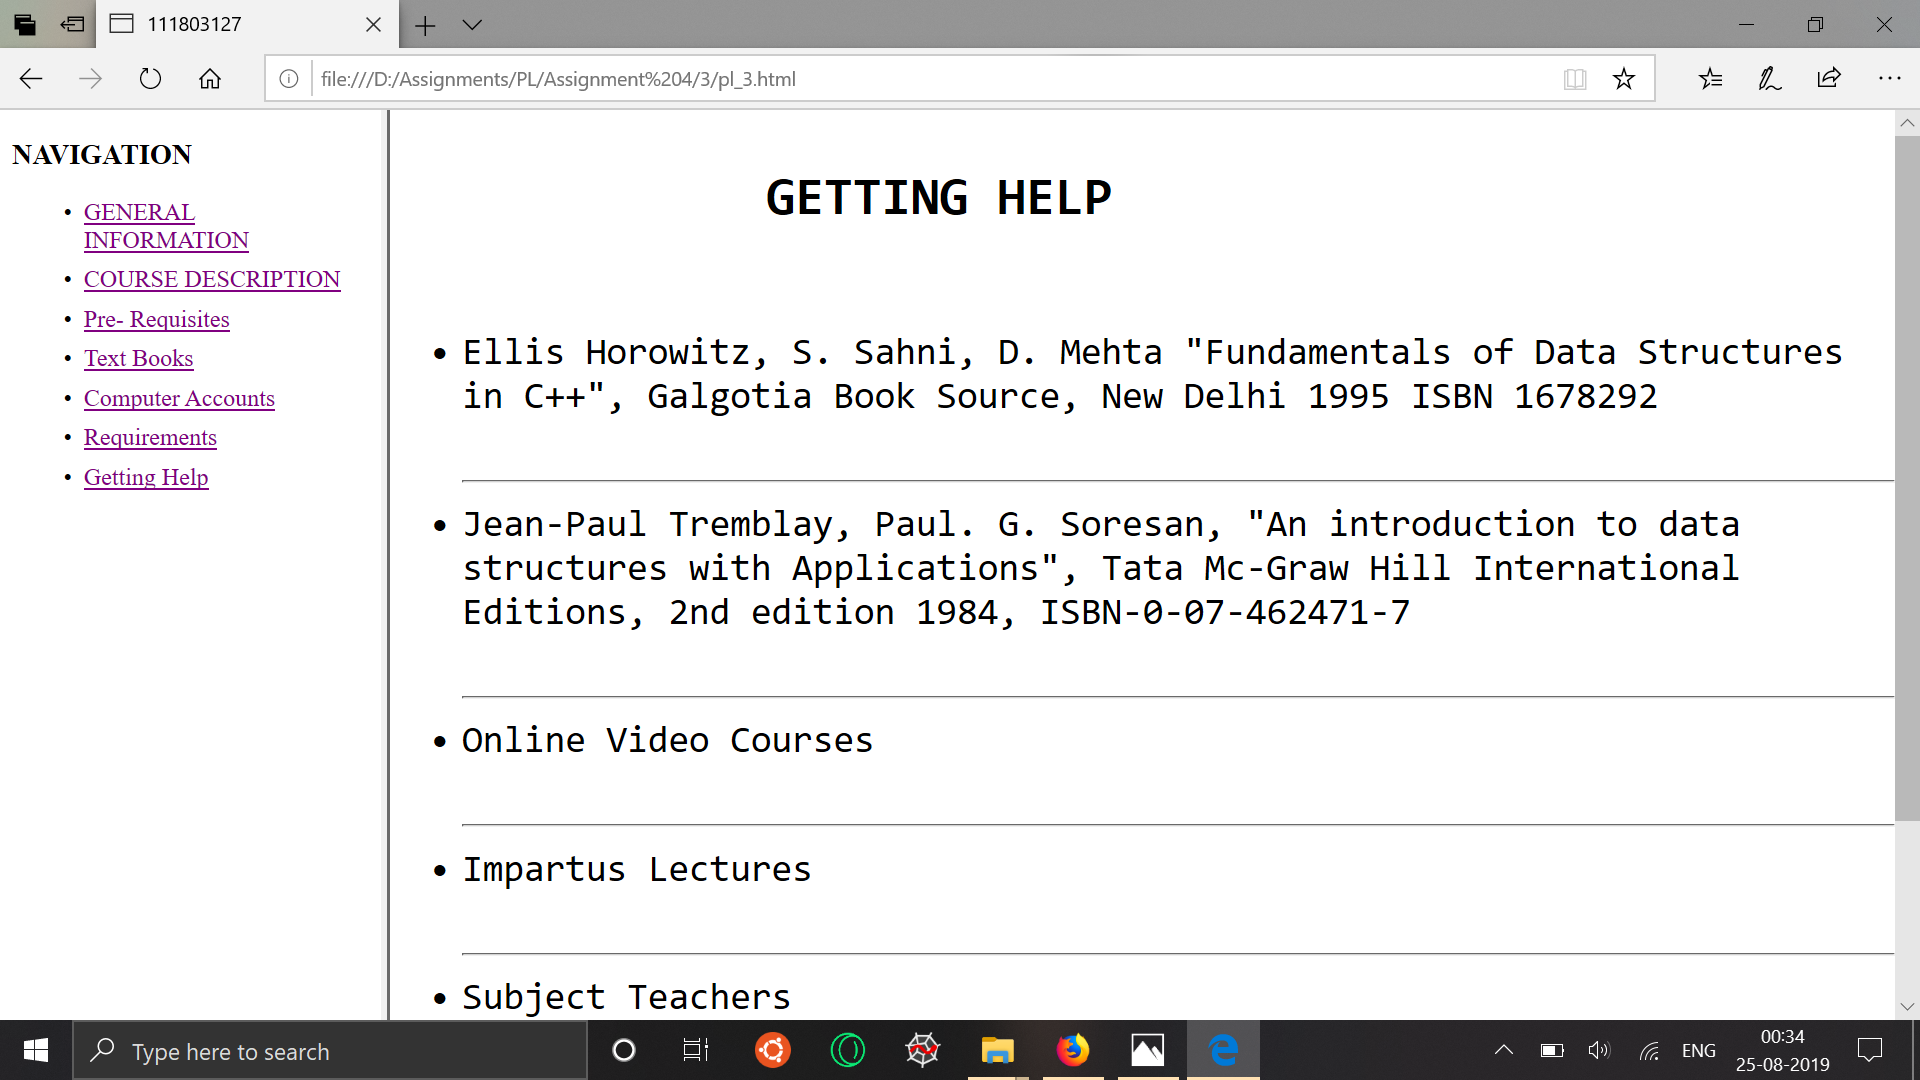 111803127
file:///D:/Assignments/PL/Assignment%204/3/pl_3.html
NAVIGATION
• GENERAL
INFORMATION
• COURSE DESCRIPTION
• Pre- Requisites
• Text Books
• Computer Accounts
• Requirements
• Getting Help
GETTING HELP
• Ellis Horowitz, S. Sahni, D. Mehta "Fundamentals of Data Structures
in C++", Galgotia Book Source, New Delhi 1995 ISBN 1678292
• Jean-Paul Tremblay, Paul. G. Soresan, "An introduction to data
structures with Applications", Tata Mc-Graw Hill International
Editions, 2nd edition 1984, ISBN-0-07-462471-7
• Online Video Courses
• Impartus Lectures
• Subject Teachers
Type here to search
ENG
00:34
25-08-2019